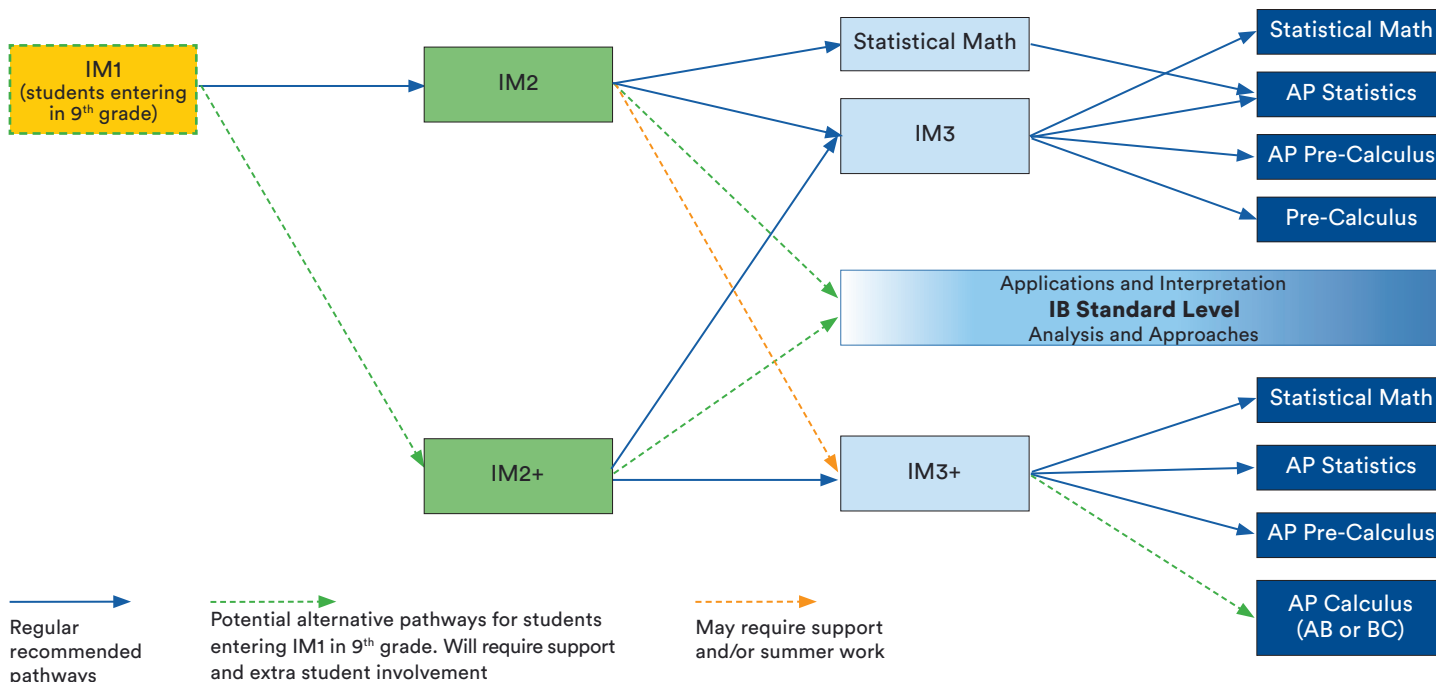 IM1
(students entering
in 9th grade)
IM2
IM2+
Statistical Math
IM3
Applications and Interpretation
IB Standard Level
Analysis and Approaches
IM3+
Statistical Math
AP Statistics
AP Pre-Calculus
Pre-Calculus
Statistical Math
AP Statistics
AP Pre-Calculus
AP Calculus
(AB or BC)
Regular
recommended
pathways
Potential alternative pathways for students
entering IM1 in 9th grade. Will require support
and extra student involvement
May require support
and/or summer work